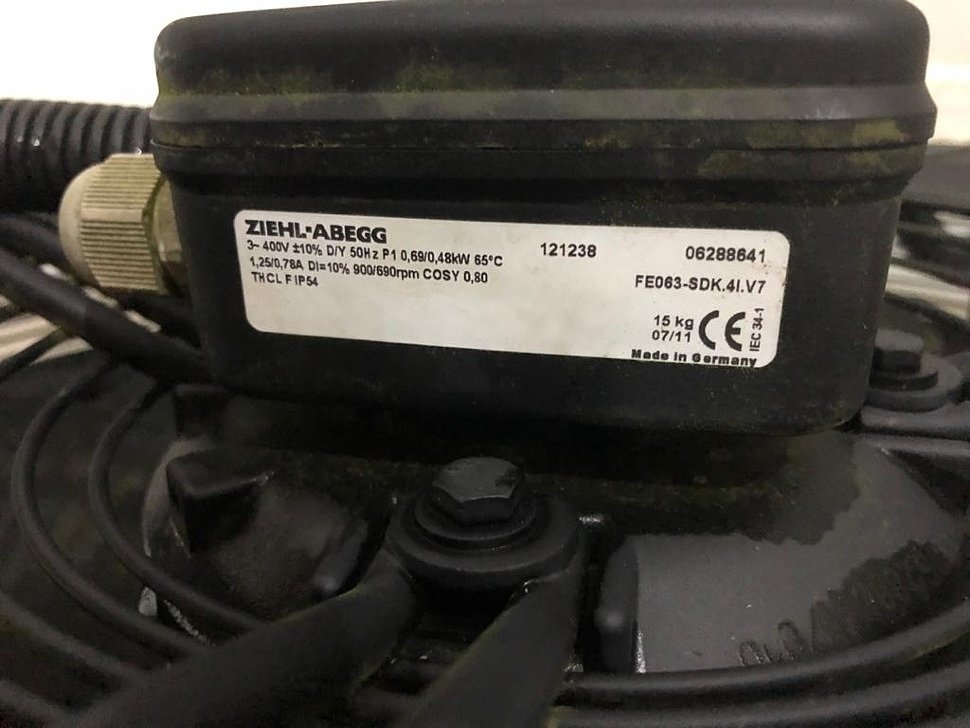 ZIEHL-ABEGG
3~ 400V ±10% D/Y 50Hz P1 0,69/0,48kW 65°C
1,25/0,78A DI=10% 900/690rpm COSY 0,80
THCL F IP54
121238
06288641
FE063-SDK.4I.V7
15 kg
07/11
CE
IEC 34-1
Made in Germany